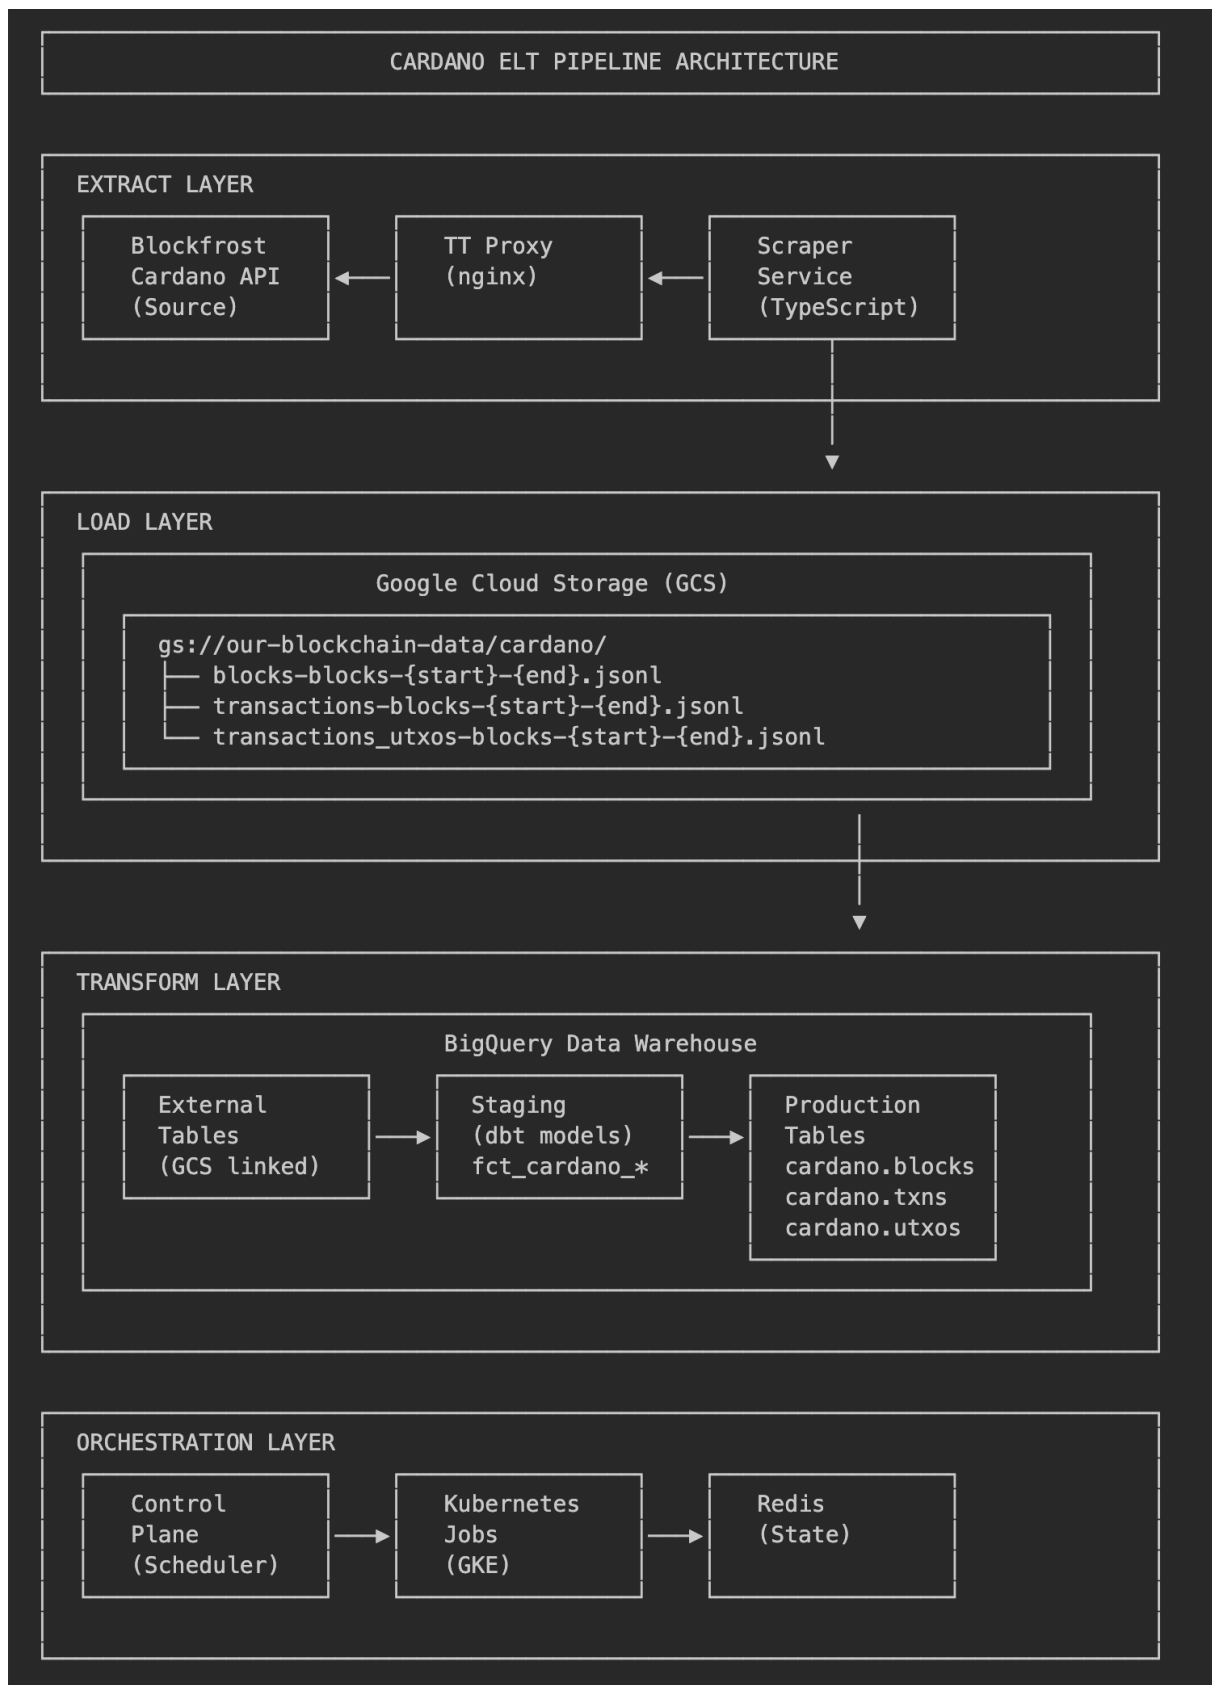 CARDANO ELT PIPELINE ARCHITECTURE
EXTRACT LAYER
Blockfrost
Cardano API
(Source)
TT Proxy
(nginx)
Scraper
Service
(TypeScript)
LOAD LAYER
Google Cloud Storage (GCS)
gs://our-blockchain-data/cardano/
├── blocks-blocks-{start}-{end}.jsonl
├── transactions-blocks-{start}-{end}.jsonl
└── transactions_utxos-blocks-{start}-{end}.jsonl
TRANSFORM LAYER
BigQuery Data Warehouse
External
Tables
(GCS linked)
Staging
(dbt models)
fct_cardano_*
Production
Tables
cardano.blocks
cardano.txns
cardano.utxos
ORCHESTRATION LAYER
Control
Plane
(Scheduler)
Kubernetes
Jobs
(GKE)
Redis
(State)